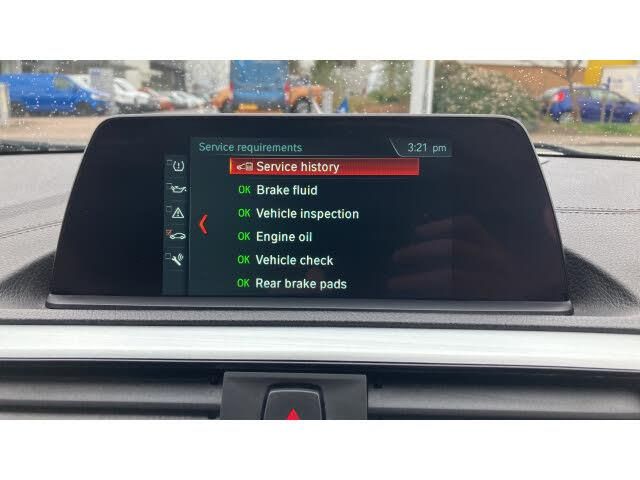 Service requirements 3:21 pm
Service history
OK Brake fluid
OK Vehicle inspection
OK Engine oil
OK Vehicle check
OK Rear brake pads